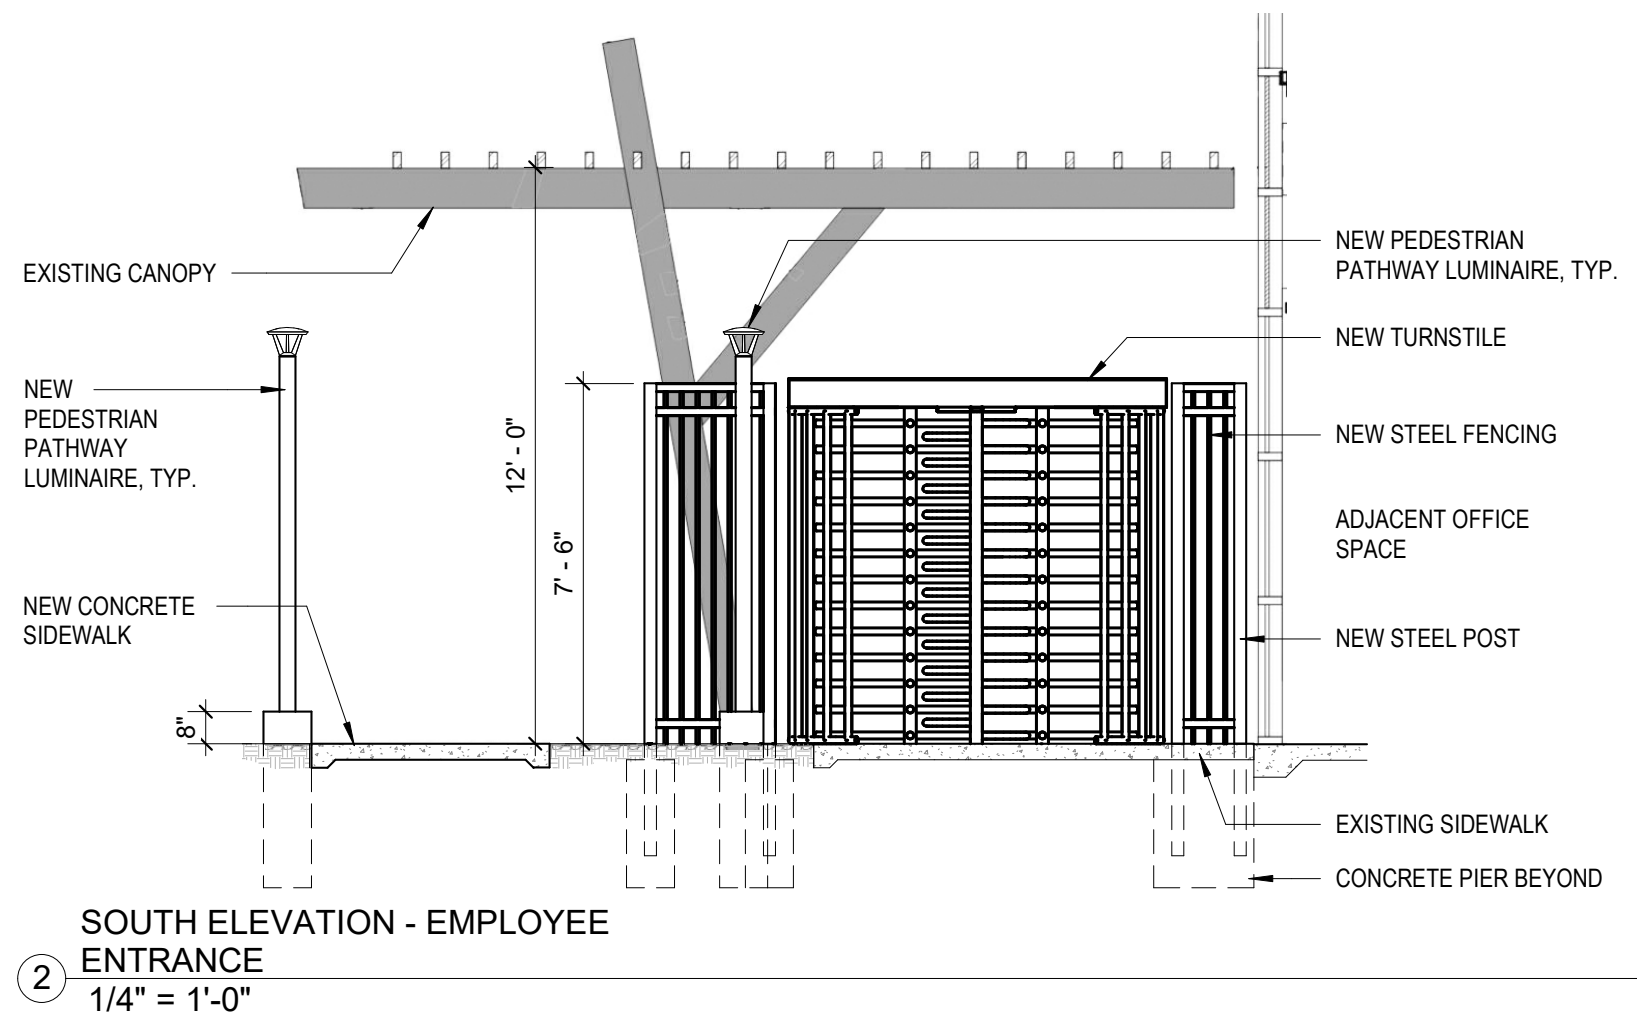 EXISTING CANOPY
NEW
PEDESTRIAN
PATHWAY
LUMINAIRE, TYP.
NEW CONCRETE
SIDEWALK
8"
12' - 0"
7' - 6"
NEW PEDESTRIAN
PATHWAY LUMINAIRE, TYP.
NEW TURNSTILE
NEW STEEL FENCING
ADJACENT OFFICE
SPACE
NEW STEEL POST
EXISTING SIDEWALK
CONCRETE PIER BEYOND
2
SOUTH ELEVATION - EMPLOYEE
ENTRANCE
1/4" = 1'-0"